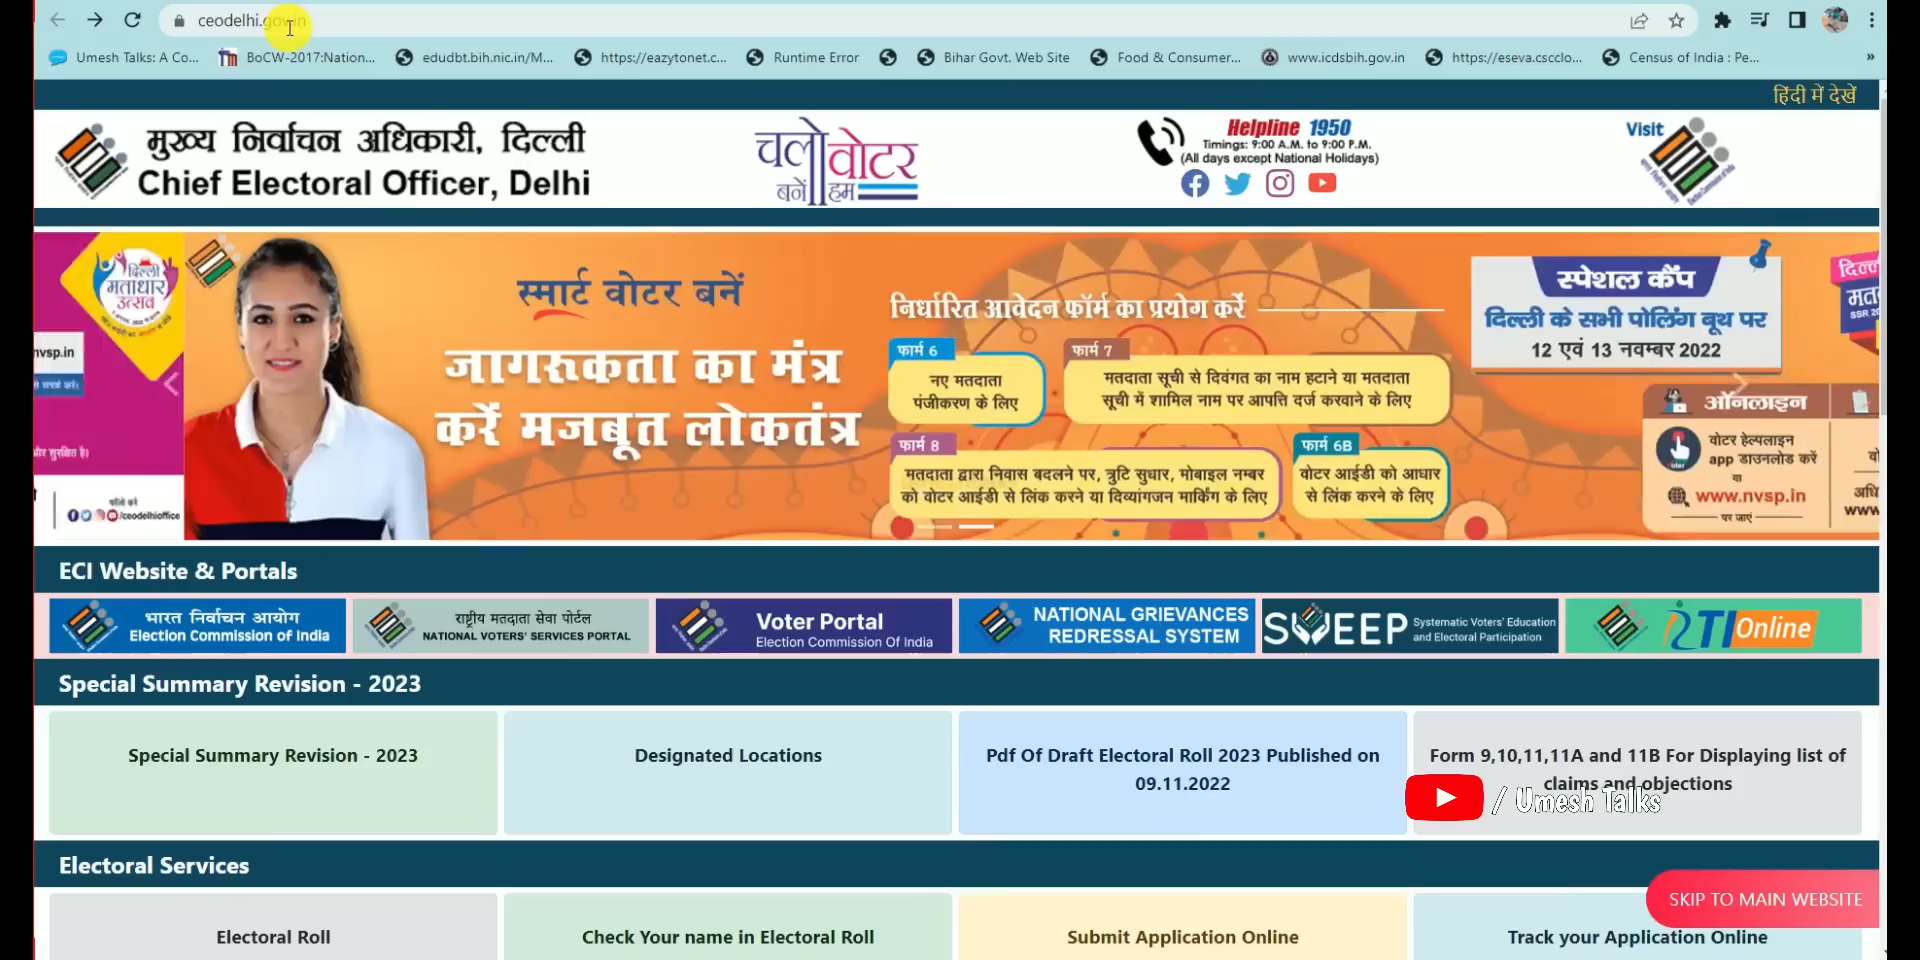 ceodelhi.gov.in
Umesh Talks: A Co...
BoCW-2017:Nation...
edudbt.bih.nic.in/M...
https://eazytonet.c...
Runtime Error
Bihar Govt. Web Site
Food & Consumer...
www.icdsbih.gov.in
https://eseva.cscclo...
Census of India : Pe...
»
हिंदी में देखें
मुख्य निर्वाचन अधिकारी, दिल्ली
Chief Electoral Officer, Delhi
चलो वोटर
बनें हम
Helpline 1950
Timings: 9:00 A.M. to 9:00 P.M.
(All days except National Holidays)
Visit
दिल्ली
मतदाता
उत्सव
nvsp.in
और सुरक्षित है।
फॉलो करें
/ceodelhioffice
स्मार्ट वोटर बनें
जागरूकता का मंत्र
करें मजबूत लोकतंत्र
निर्धारित आवेदन फॉर्म का प्रयोग करें
फार्म 6
नए मतदाता
पंजीकरण के लिए
फार्म 7
मतदाता सूची से दिवंगत का नाम हटाने या मतदाता
सूची में शामिल नाम पर आपत्ति दर्ज करवाने के लिए
फार्म 8
मतदाता द्वारा निवास बदलने पर, त्रुटि सुधार, मोबाइल नम्बर
को वोटर आईडी से लिंक करने या दिव्यांगजन मार्किंग के लिए
फार्म 6B
वोटर आईडी को आधार
से लिंक करने के लिए
स्पेशल कैंप
दिल्ली के सभी पोलिंग बूथ पर
12 एवं 13 नवम्बर 2022
ऑनलाइन
वोटर हेल्पलाइन
app डाउनलोड करें
या
www.nvsp.in
पर जाएं
ECI Website & Portals
भारत निर्वाचन आयोग
Election Commission of India
राष्ट्रीय मतदाता सेवा पोर्टल
NATIONAL VOTERS' SERVICES PORTAL
Voter Portal
Election Commission Of India
NATIONAL GRIEVANCES
REDRESSAL SYSTEM
SVEEP
Systematic Voters' Education
and Electoral Participation
RTI Online
Special Summary Revision - 2023
Special Summary Revision - 2023
Designated Locations
Pdf Of Draft Electoral Roll 2023 Published on
09.11.2022
Form 9,10,11,11A and 11B For Displaying list of
claims and objections
/ Umesh Talks
Electoral Services
SKIP TO MAIN WEBSITE
Electoral Roll
Check Your name in Electoral Roll
Submit Application Online
Track your Application Online